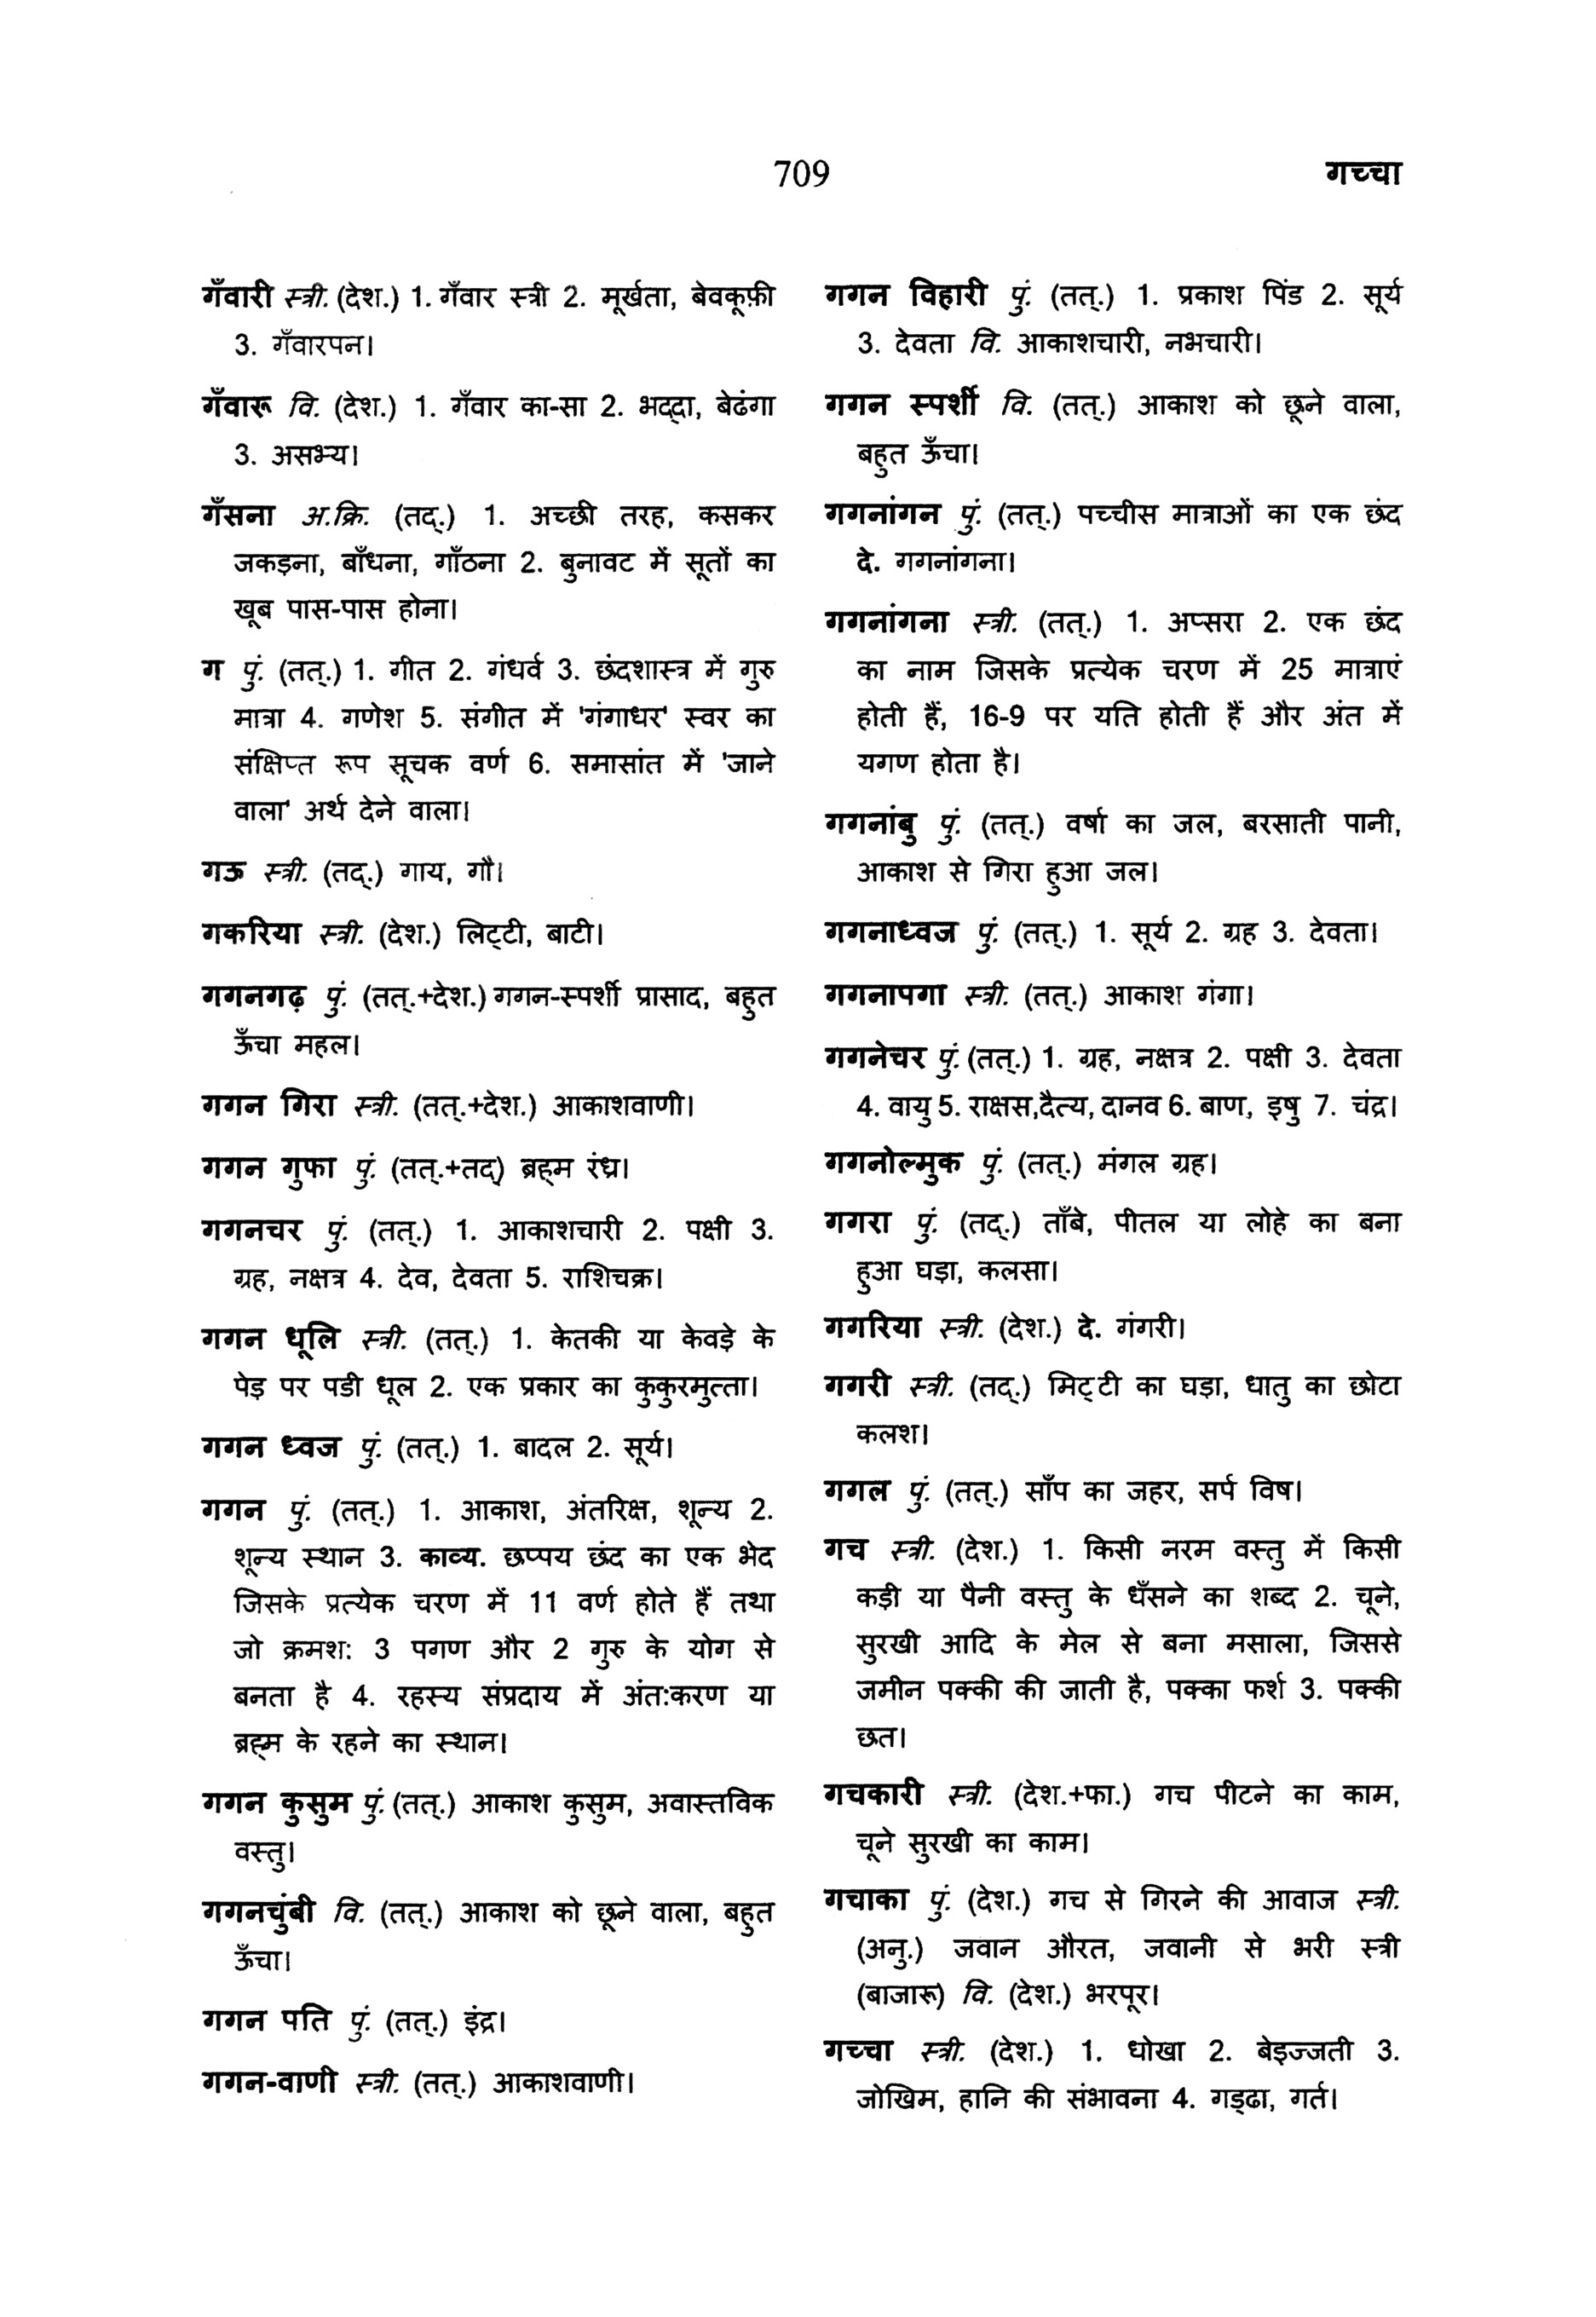 709
गच्चा
गँवारी स्त्री. (देश.) 1. गँवार स्त्री 2. मूर्खता, बेवकूफ़ी
3. गँवारपन।
गँवारू वि. (देश.) 1. गँवार का-सा 2. भद्दा, बेढंगा
3. असभ्य।
गँसना अ.क्रि. (तद्.) 1. अच्छी तरह, कसकर
जकड़ना, बाँधना, गाँठना 2. बुनावट में सूतों का
खूब पास-पास होना।
ग पुं. (तत्.) 1. गीत 2. गंधर्व 3. छंदशास्त्र में गुरु
मात्रा 4. गणेश 5. संगीत में 'गंगाधर' स्वर का
संक्षिप्त रूप सूचक वर्ण 6. समासांत में 'जाने
वाला' अर्थ देने वाला।
गऊ स्त्री. (तद्.) गाय, गौ।
गकरिया स्त्री. (देश.) लिट्टी, बाटी।
गगनगढ़ पुं. (तत्.+देश.) गगन-स्पर्शी प्रासाद, बहुत
ऊँचा महल।
गगन गिरा स्त्री. (तत्.+देश.) आकाशवाणी।
गगन गुफा पुं. (तत्.+तद्) ब्रह्म रंध्र।
गगनचर पुं. (तत्.) 1. आकाशचारी 2. पक्षी 3.
ग्रह, नक्षत्र 4. देव, देवता 5. राशिचक्र।
गगन धूलि स्त्री. (तत्.) 1. केतकी या केवड़े के
पेड़ पर पडी धूल 2. एक प्रकार का कुकुरमुत्ता।
गगन ध्वज पुं. (तत्.) 1. बादल 2. सूर्य।
गगन पुं. (तत्.) 1. आकाश, अंतरिक्ष, शून्य 2.
शून्य स्थान 3. काव्य. छप्पय छंद का एक भेद
जिसके प्रत्येक चरण में 11 वर्ण होते हैं तथा
जो क्रमश: 3 पगण और 2 गुरु के योग से
बनता है 4. रहस्य संप्रदाय में अंत:करण या
ब्रह्म के रहने का स्थान।
गगन कुसुम पुं. (तत्.) आकाश कुसुम, अवास्तविक
वस्तु।
गगनचुंबी वि. (तत्.) आकाश को छूने वाला, बहुत
ऊँचा।
गगन पति पुं. (तत्.) इंद्र।
गगन-वाणी स्त्री. (तत्.) आकाशवाणी।
गगन विहारी पुं. (तत्.) 1. प्रकाश पिंड 2. सूर्य
3. देवता वि. आकाशचारी, नभचारी।
गगन स्पर्शी वि. (तत्.) आकाश को छूने वाला,
बहुत ऊँचा।
गगनांगन पुं. (तत्.) पच्चीस मात्राओं का एक छंद
दे. गगनांगना।
गगनांगना स्त्री. (तत्.) 1. अप्सरा 2. एक छंद
का नाम जिसके प्रत्येक चरण में 25 मात्राएं
होती हैं, 16-9 पर यति होती हैं और अंत में
यगण होता है।
गगनांबु पुं. (तत्.) वर्षा का जल, बरसाती पानी,
आकाश से गिरा हुआ जल।
गगनाध्वज पुं. (तत्.) 1. सूर्य 2. ग्रह 3. देवता।
गगनापगा स्त्री. (तत्.) आकाश गंगा।
गगनेचर पुं. (तत्.) 1. ग्रह, नक्षत्र 2. पक्षी 3. देवता
4. वायु 5. राक्षस,दैत्य, दानव 6. बाण, इषु 7. चंद्र।
गगनोल्मुक पुं. (तत्.) मंगल ग्रह।
गगरा पुं. (तद्.) ताँबे, पीतल या लोहे का बना
हुआ घड़ा, कलसा।
गगरिया स्त्री. (देश.) दे. गंगरी।
गगरी स्त्री. (तद्.) मिट्टी का घड़ा, धातु का छोटा
कलश।
गगल पुं. (तत्.) साँप का जहर, सर्प विष।
गच स्त्री. (देश.) 1. किसी नरम वस्तु में किसी
कड़ी या पैनी वस्तु के धँसने का शब्द 2. चूने,
सुरखी आदि के मेल से बना मसाला, जिससे
जमीन पक्की की जाती है, पक्का फर्श 3. पक्की
छत।
गचकारी स्त्री. (देश.+फा.) गच पीटने का काम,
चूने सुरखी का काम।
गचाका पुं. (देश.) गच से गिरने की आवाज स्त्री.
(अनु.) जवान औरत, जवानी से भरी स्त्री
(बाजारू) वि. (देश.) भरपूर।
गच्चा स्त्री. (देश.) 1. धोखा 2. बेइज्जती 3.
जोखिम, हानि की संभावना 4. गड्ढा, गर्त।